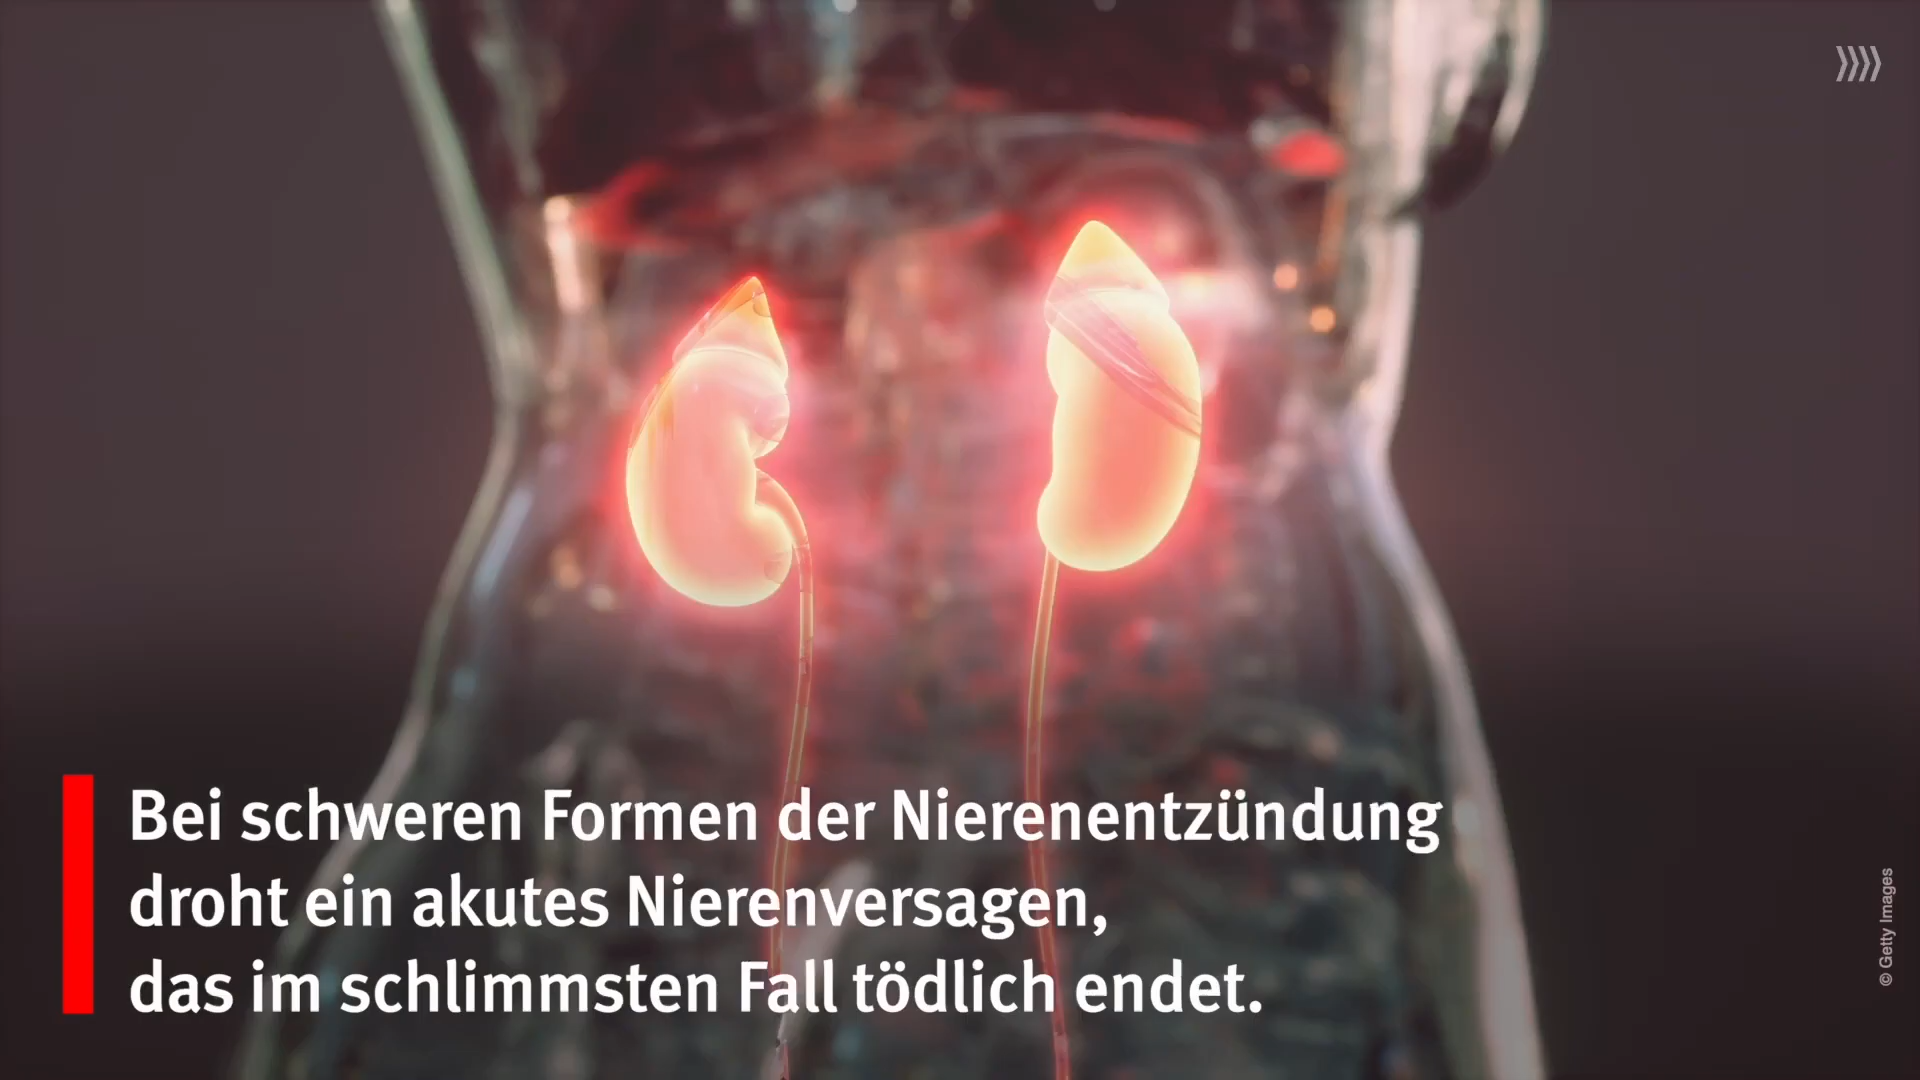 Bei schweren Formen der Nierenentzündung
droht ein akutes Nierenversagen,
das im schlimmsten Fall tödlich endet.
© Getty Images